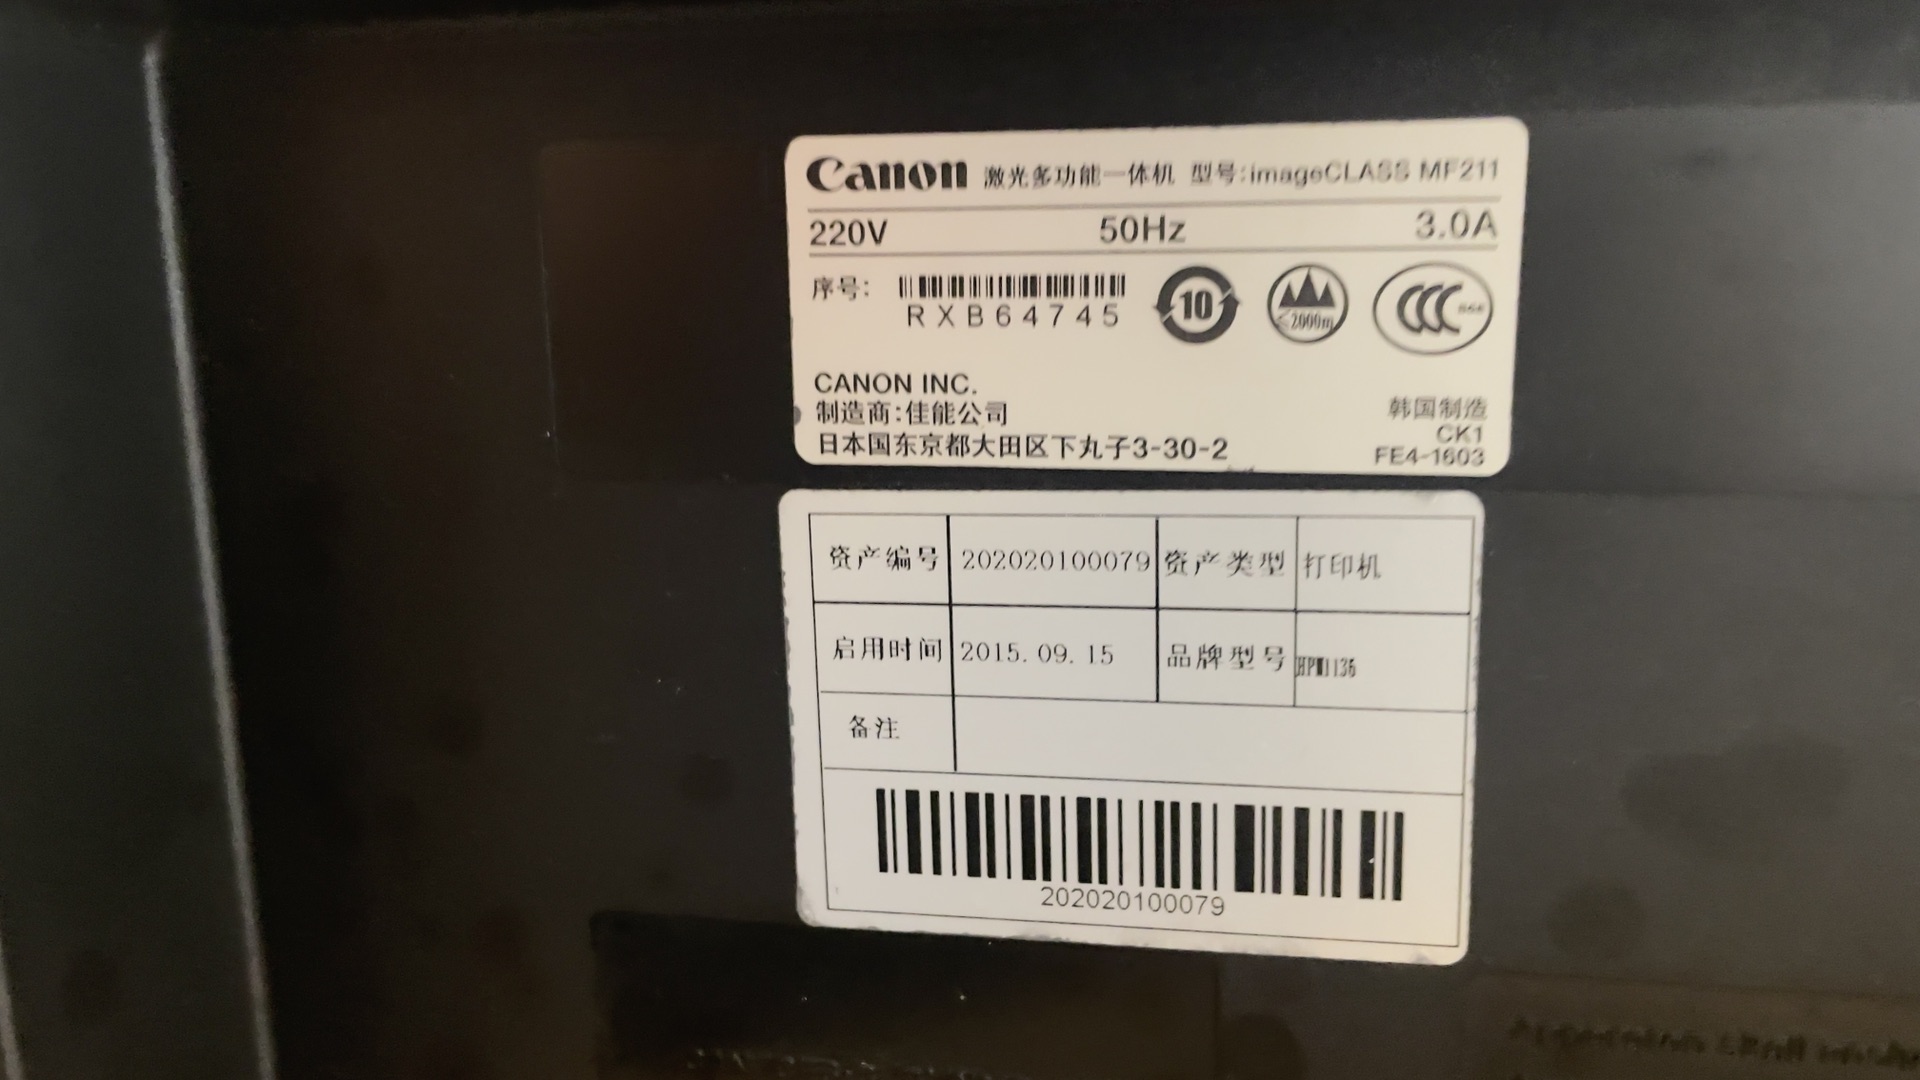 Canon 激光多功能一体机 型号:imageCLASS MF211
220V 50Hz 3.0A
序号:
RXB64745
10
≤2000m
CCC
CANON INC.
制造商:佳能公司
日本国东京都大田区下丸子3-30-2
韩国制造
CK1
FE4-1603
资产编号 202020100079 资产类型 打印机
启用时间 2015.09.15 品牌型号 HPM1136
备注
202020100079